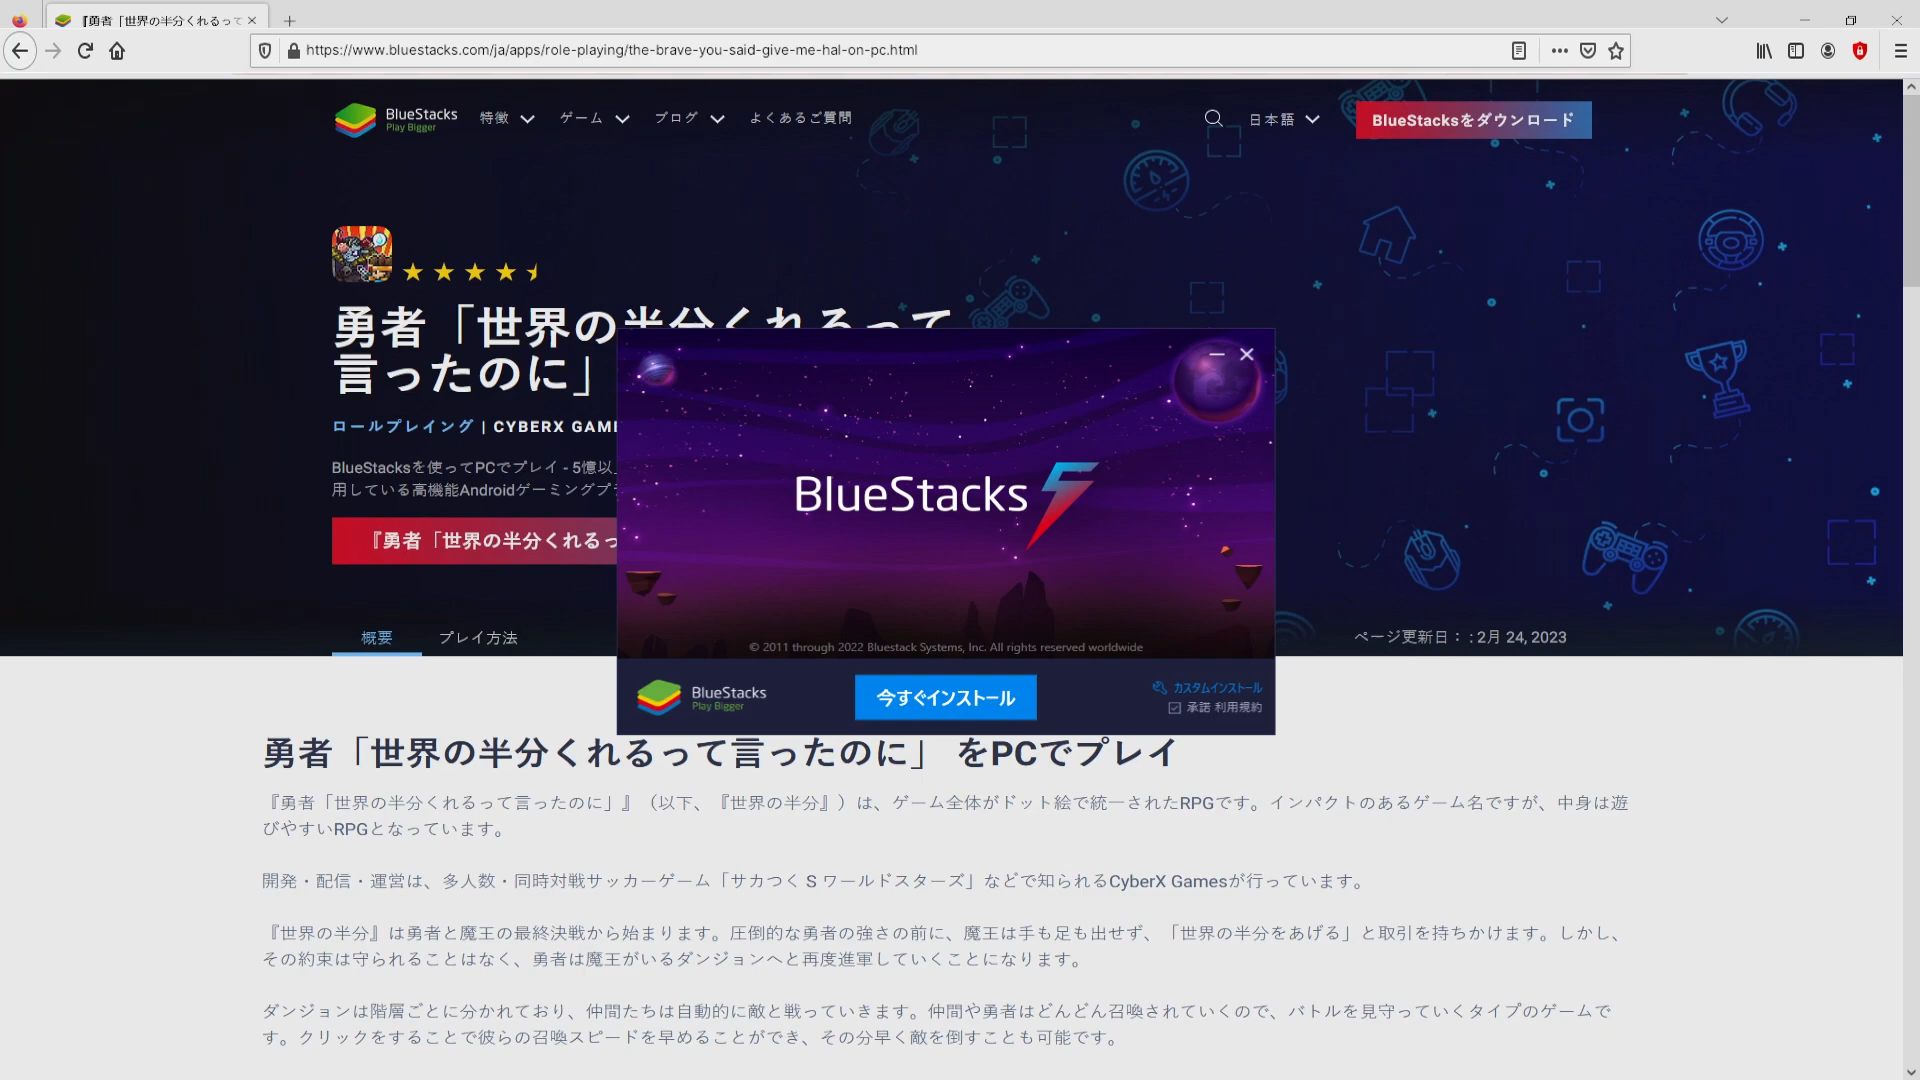 『勇者「世界の半分くれるって
https://www.bluestacks.com/ja/apps/role-playing/the-brave-you-said-give-me-hal-on-pc.html
BlueStacks
Play Bigger
特徴
ゲーム
ブログ
よくあるご質問
日本語
BlueStacksをダウンロード
勇者「世界の半分くれるって
言ったのに」
ロールプレイング | CYBERX GAM
BlueStacksを使ってPCでプレイ - 5億以
用している高機能Androidゲーミングプ
『勇者「世界の半分くれるっ
概要
プレイ方法
ページ更新日： : 2月 24, 2023
BlueStacks 5
© 2011 through 2022 Bluestack Systems, Inc. All rights reserved worldwide
BlueStacks
Play Bigger
今すぐインストール
カスタムインストール
承諾 利用規約
勇者「世界の半分くれるって言ったのに」 をPCでプレイ
『勇者「世界の半分くれるって言ったのに」』（以下、『世界の半分』）は、ゲーム全体がドット絵で統一されたRPGです。インパクトのあるゲーム名ですが、中身は遊
びやすいRPGとなっています。
開発・配信・運営は、多人数・同時対戦サッカーゲーム「サカつく S ワールドスターズ」などで知られるCyberX Gamesが行っています。
『世界の半分』は勇者と魔王の最終決戦から始まります。圧倒的な勇者の強さの前に、魔王は手も足も出せず、「世界の半分をあげる」と取引を持ちかけます。しかし、
その約束は守られることはなく、勇者は魔王がいるダンジョンへと再度進軍していくことになります。
ダンジョンは階層ごとに分かれており、仲間たちは自動的に敵と戦っていきます。仲間や勇者はどんどん召喚されていくので、バトルを見守っていくタイプのゲームで
す。クリックをすることで彼らの召喚スピードを早めることができ、その分早く敵を倒すことも可能です。